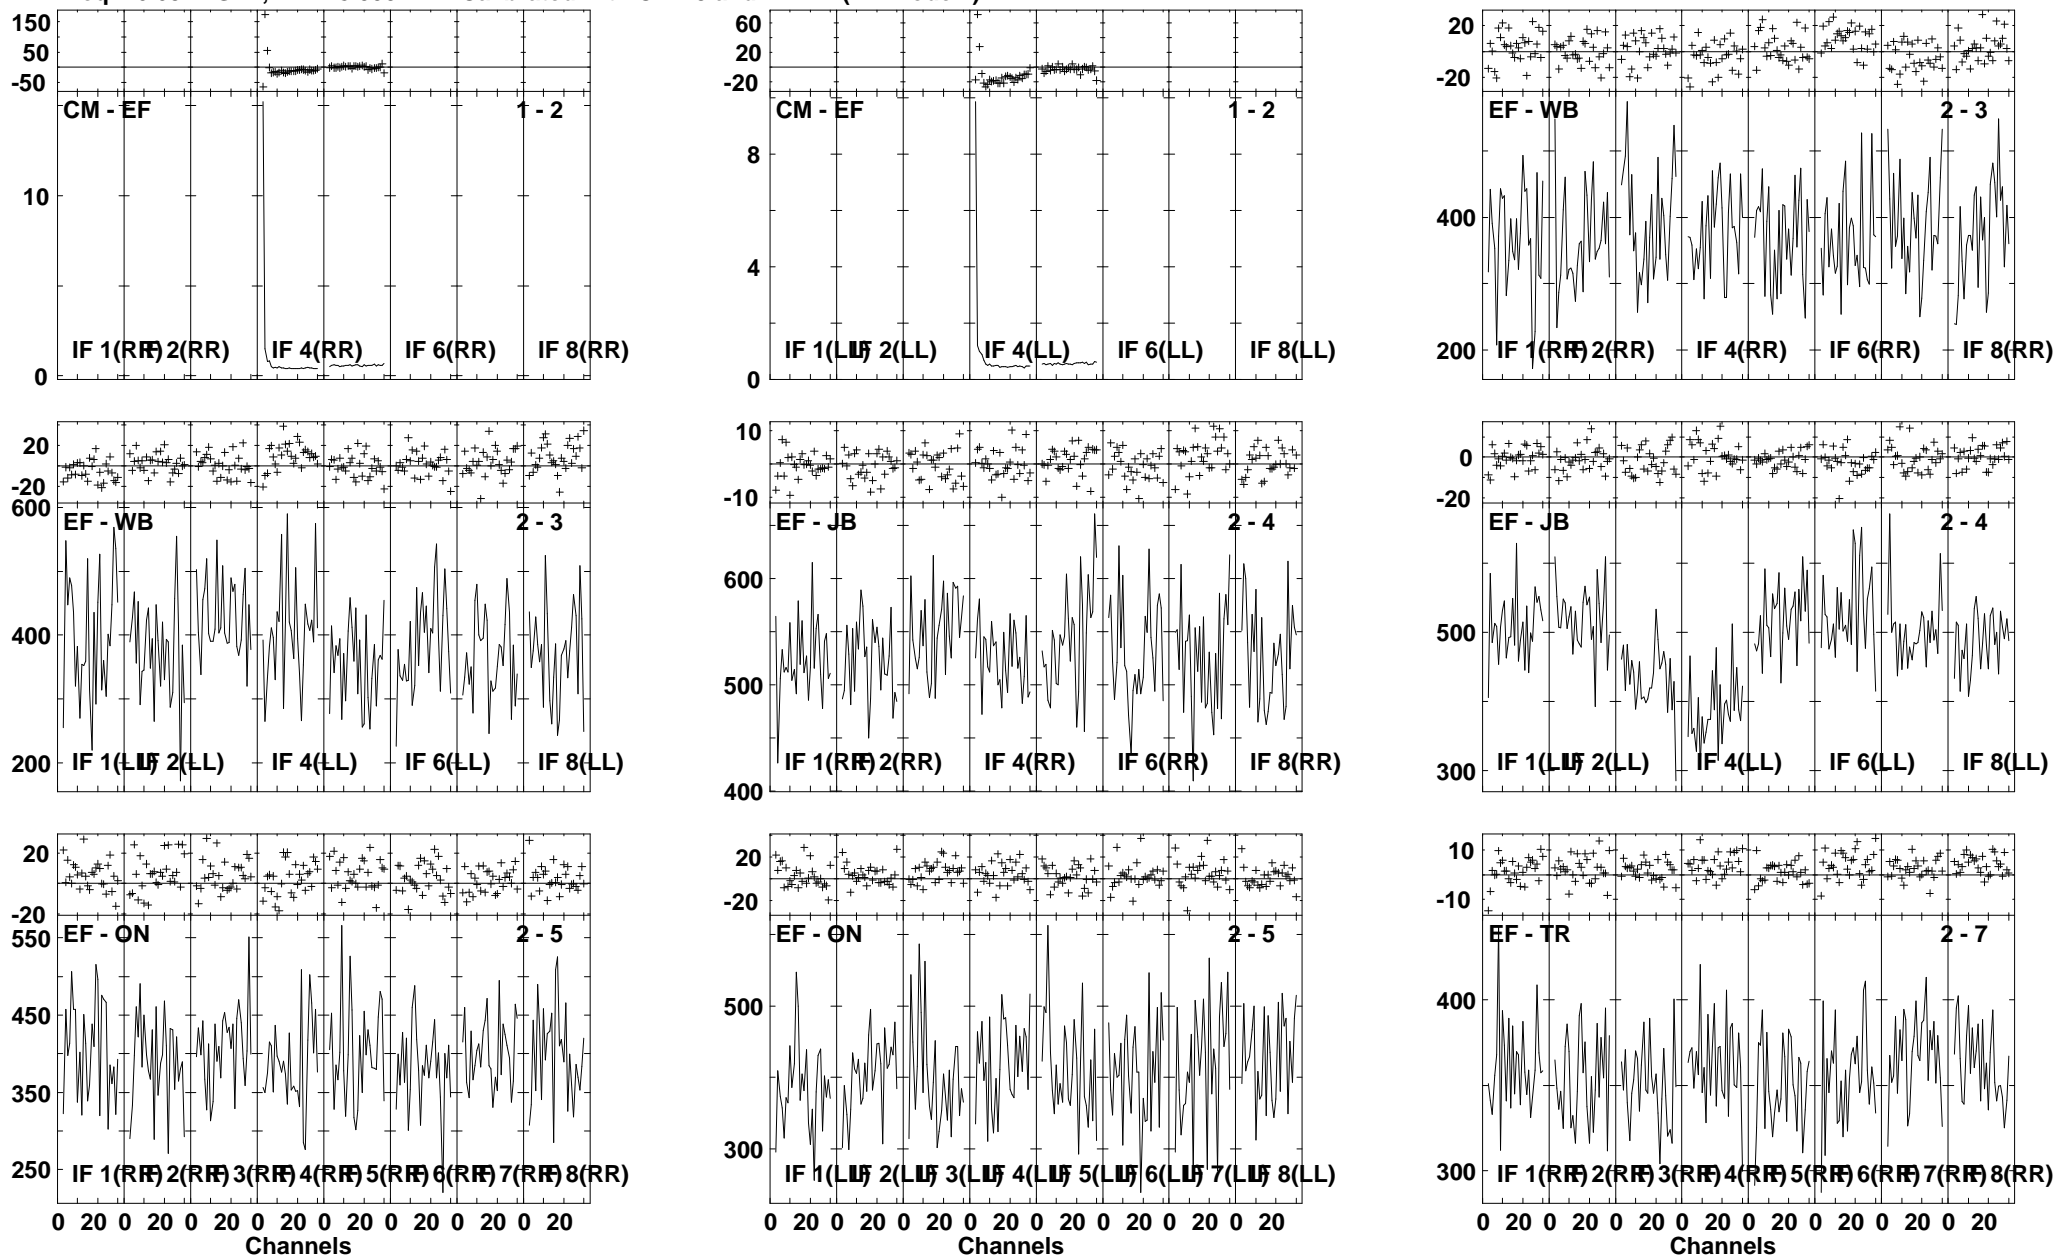 150 50 -50
CM - EF 1 - 2
10
0
IF 1(RR) IF 2(RR) IF 4(RR) IF 6(RR) IF 8(RR)
60 20 -20
CM - EF 1 - 2
8
4
0
IF 1(LL) IF 2(LL) IF 4(LL) IF 6(LL) IF 8(LL)
20 -20
EF - WB 2 - 3
400
200
IF 1(RR) IF 2(RR) IF 4(RR) IF 6(RR) IF 8(RR)
20 -20
600
EF - WB 2 - 3
400
200
IF 1(LL) IF 2(LL) IF 4(LL) IF 6(LL) IF 8(LL)
10 -10
EF - JB 2 - 4
600
500
400
IF 1(RR) IF 2(RR) IF 4(RR) IF 6(RR) IF 8(RR)
0 -20
EF - JB 2 - 4
500
300
IF 1(LL) IF 2(LL) IF 4(LL) IF 6(LL) IF 8(LL)
20 -20
550
EF - ON 2 - 5
450
350
250
IF 1(RR) IF 2(RR) IF 3(RR) IF 4(RR) IF 5(RR) IF 6(RR) IF 7(RR) IF 8(RR)
0 20 0 20 0 20 0 20 0 20 0 20 0 20 0 20
Channels
20 -20
EF - ON 2 - 5
500
300
IF 1(LL) IF 2(LL) IF 3(LL) IF 4(LL) IF 5(LL) IF 6(LL) IF 7(LL) IF 8(LL)
0 20 0 20 0 20 0 20 0 20 0 20 0 20 0 20
Channels
10 -10
EF - TR 2 - 7
400
300
IF 1(RR) IF 2(RR) IF 3(RR) IF 4(RR) IF 5(RR) IF 6(RR) IF 7(RR) IF 8(RR)
0 20 0 20 0 20 0 20 0 20 0 20 0 20 0 20
Channels